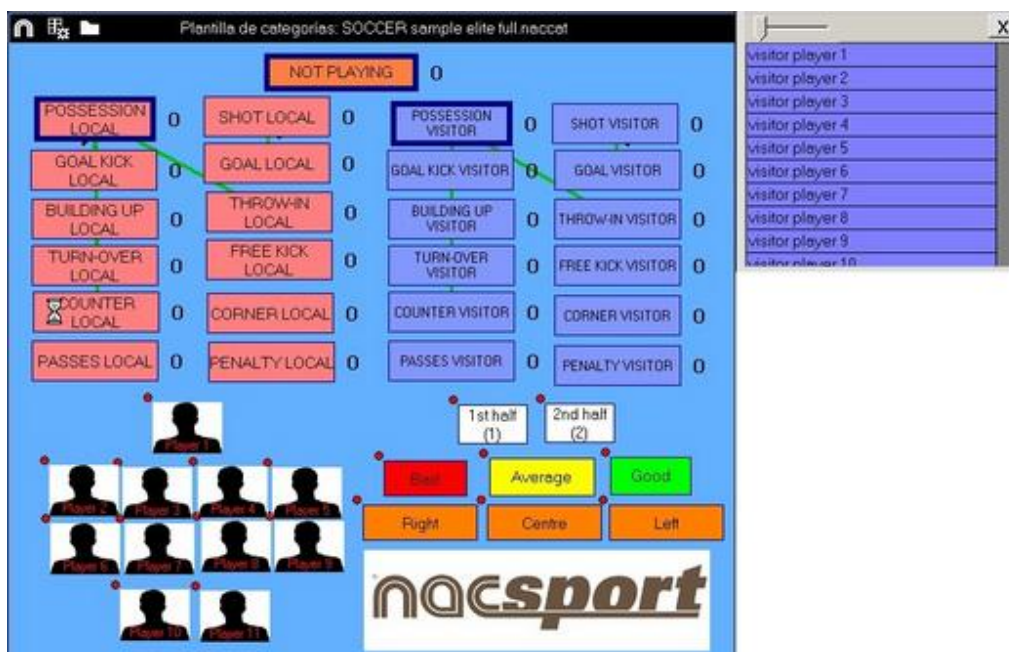 Plantilla de categorías: SOCCER sample elite full.naccat
X
NOT PLAYING 0
POSSESSION LOCAL 0
SHOT LOCAL 0
POSSESSION VISITOR 0
SHOT VISITOR 0
GOAL KICK LOCAL 0
GOAL LOCAL 0
GOAL KICK VISITOR 0
GOAL VISITOR 0
BUILDING UP LOCAL 0
THROW-IN LOCAL 0
BUILDING UP VISITOR 0
THROW-IN VISITOR 0
TURN-OVER LOCAL 0
FREE KICK LOCAL 0
TURN-OVER VISITOR 0
FREE KICK VISITOR 0
COUNTER LOCAL 0
CORNER LOCAL 0
COUNTER VISITOR 0
CORNER VISITOR 0
PASSES LOCAL 0
PENALTY LOCAL 0
PASSES VISITOR 0
PENALTY VISITOR 0
Player 1
Player 2
Player 3
Player 4
Player 5
Player 6
Player 7
Player 8
Player 9
Player 10
Player 11
1st half
(1)
2nd half
(2)
Bad
Average
Good
Right
Centre
Left
nacsport
visitor player 1
visitor player 2
visitor player 3
visitor player 4
visitor player 5
visitor player 6
visitor player 7
visitor player 8
visitor player 9
visitor player 10